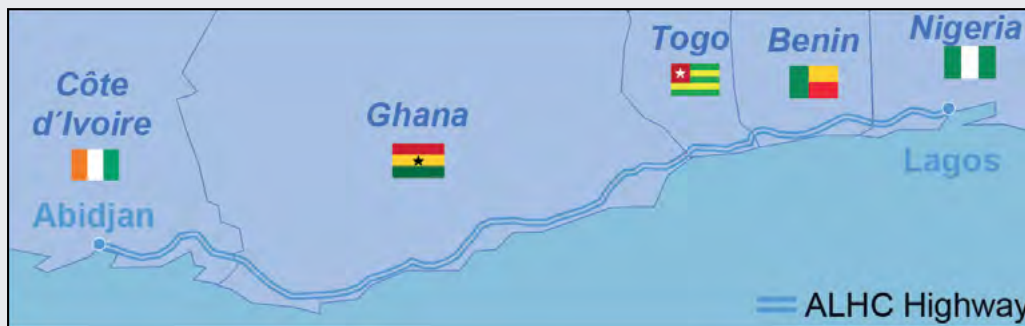 Côte
d´Ivoire
Abidjan
Ghana
Togo
Benin
Nigeria
Lagos
ALHC Highway